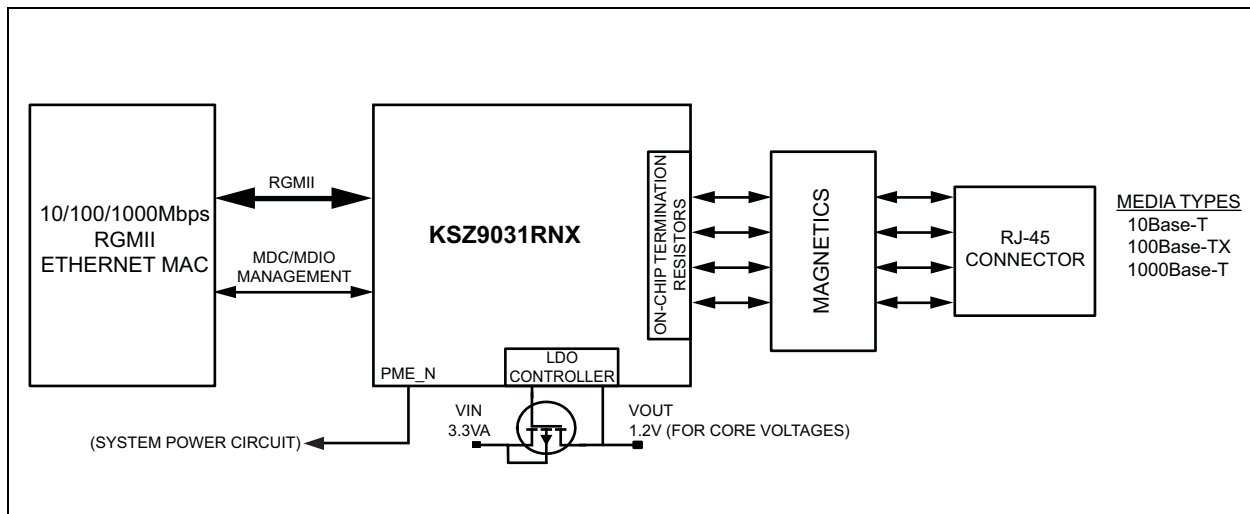 10/100/1000Mbps
RGMII
ETHERNET MAC
RGMII
MDC/MDIO
MANAGEMENT
KSZ9031RNX
ON-CHIP TERMINATION
RESISTORS
LDO
CONTROLLER
PME_N
(SYSTEM POWER CIRCUIT)
VIN
3.3VA
VOUT
1.2V (FOR CORE VOLTAGES)
MAGNETICS
RJ-45
CONNECTOR
MEDIA TYPES
10Base-T
100Base-TX
1000Base-T